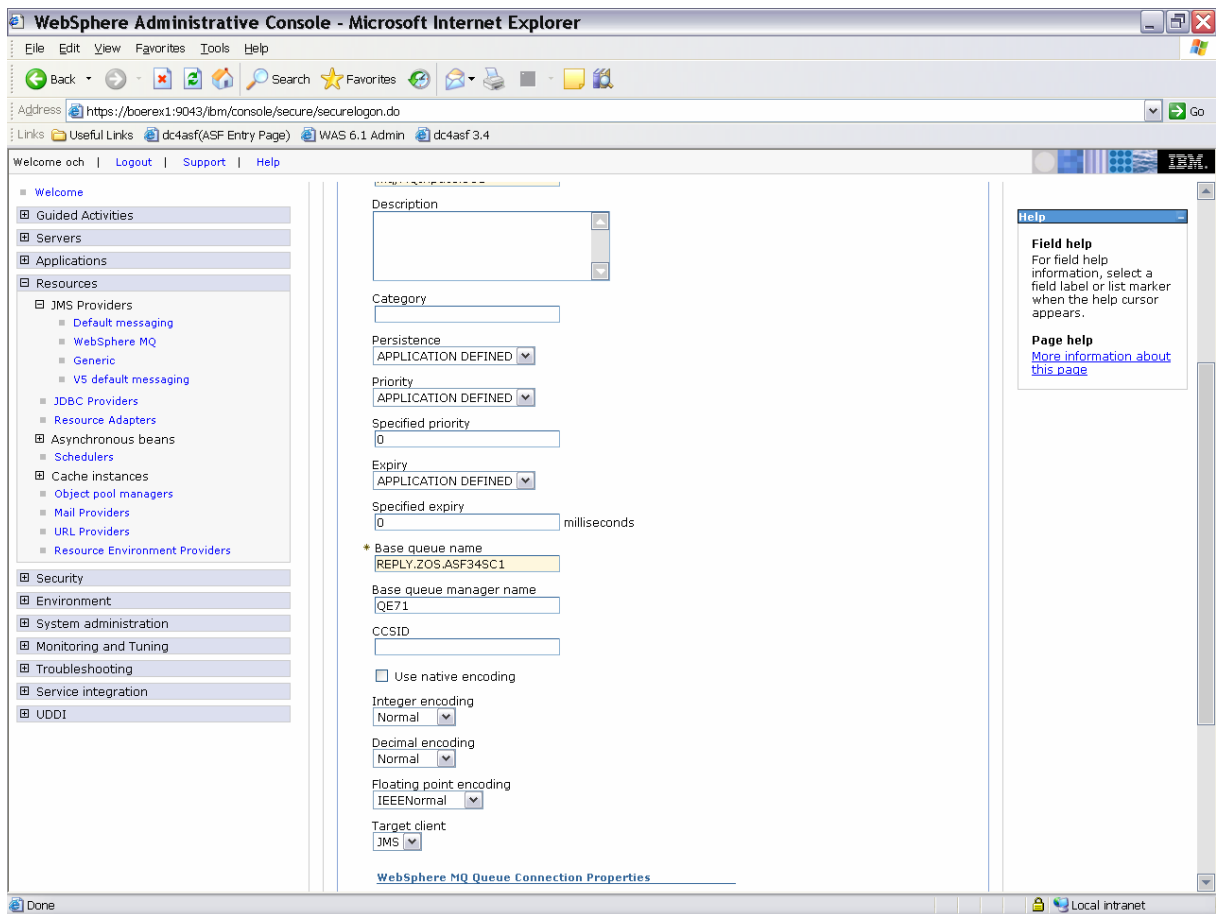 WebSphere Administrative Console - Microsoft Internet Explorer
File Edit View Favorites Tools Help
Back Search Favorites
Address https://boerex1:9043/ibm/console/secure/securelogon.do Go
Links Useful Links dc4asf(ASF Entry Page) WAS 6.1 Admin dc4asf 3.4
Welcome och | Logout | Support | Help IBM.
Welcome
Guided Activities
Servers
Applications
Resources
JMS Providers
Default messaging
WebSphere MQ
Generic
V5 default messaging
JDBC Providers
Resource Adapters
Asynchronous beans
Schedulers
Cache instances
Object pool managers
Mail Providers
URL Providers
Resource Environment Providers
Security
Environment
System administration
Monitoring and Tuning
Troubleshooting
Service integration
UDDI
Description
Category
Persistence
APPLICATION DEFINED
Priority
APPLICATION DEFINED
Specified priority
0
Expiry
APPLICATION DEFINED
Specified expiry
0 milliseconds
* Base queue name
REPLY.ZOS.ASF34SC1
Base queue manager name
QE71
CCSID
Use native encoding
Integer encoding
Normal
Decimal encoding
Normal
Floating point encoding
IEEENormal
Target client
JMS
WebSphere MQ Queue Connection Properties
Help
Field help
For field help
information, select a
field label or list marker
when the help cursor
appears.
Page help
More information about
this page
Done Local intranet